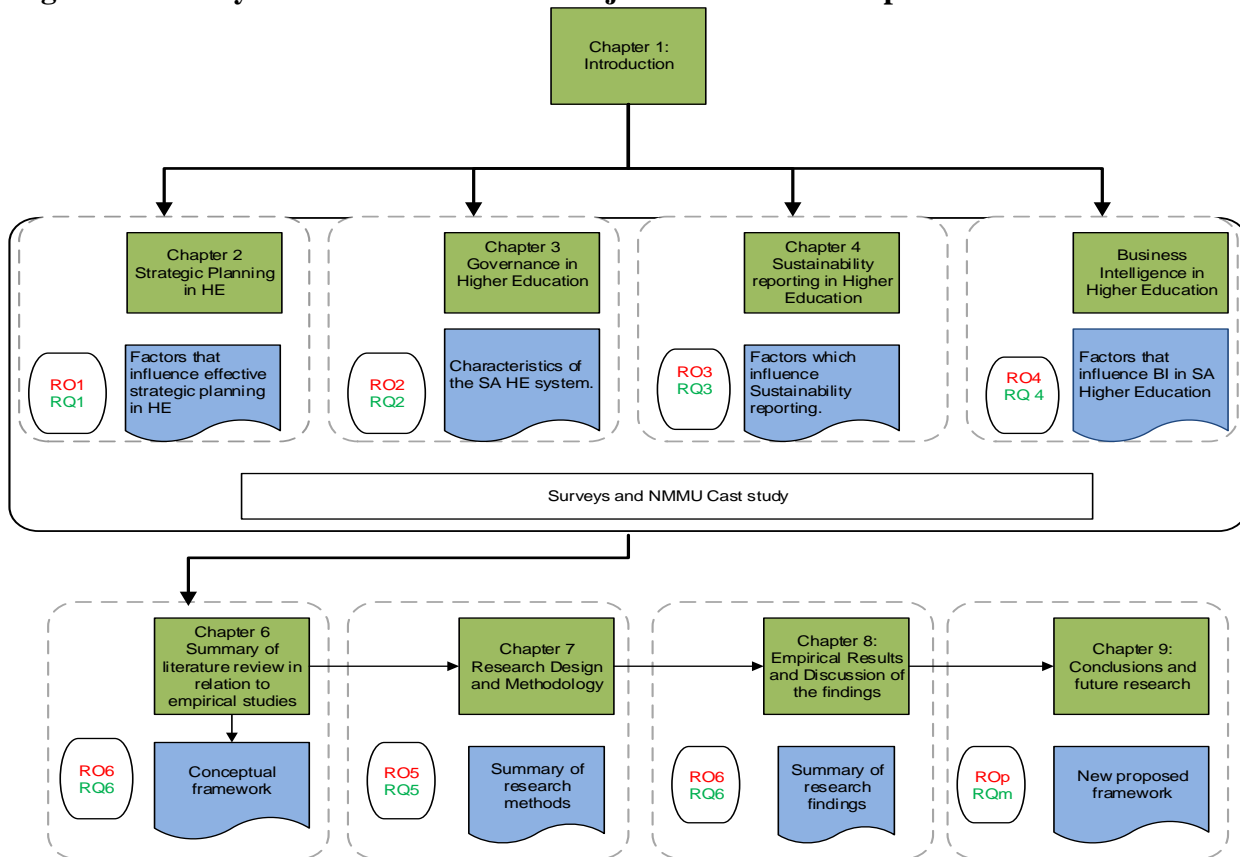 Chapter 1:
Introduction
Chapter 2
Strategic Planning
in HE
RO1
RQ1
Factors that
influence effective
strategic planning
in HE
Chapter 3
Governance in
Higher Education
RO2
RQ2
Characteristics of
the SA HE system.
Chapter 4
Sustainability
reporting in Higher
Education
RO3
RQ3
Factors which
influence
Sustainability
reporting.
Business
Intelligence in
Higher Education
RO4
RQ 4
Factors that
influence BI in SA
Higher Education
Surveys and NMMU Cast study
Chapter 6
Summary of
literature review in
relation to
empirical studies
RO6
RQ6
Conceptual
framework
Chapter 7
Research Design
and Methodology
RO5
RQ5
Summary of
research
methods
Chapter 8:
Empirical Results
and Discussion of
the findings
RO6
RQ6
Summary of
research
findings
Chapter 9:
Conclusions and
future research
ROp
RQm
New proposed
framework